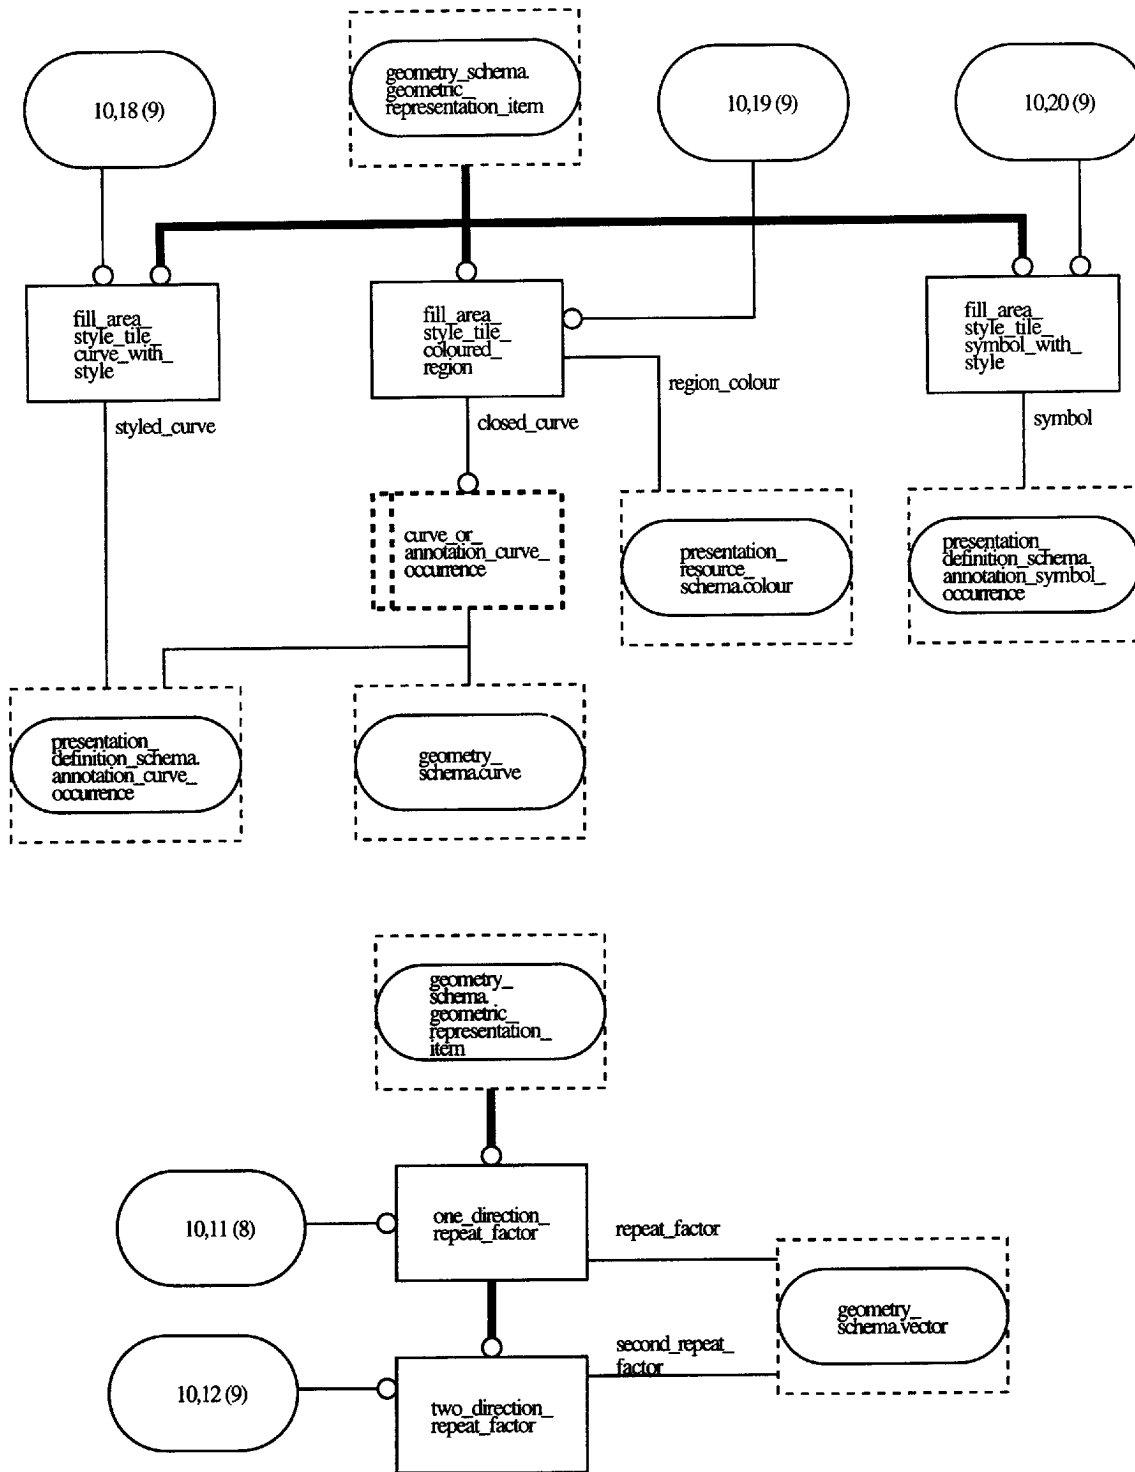 10,18 (9)
geometry_schema.
geometric_
representation_item
10,19 (9)
10,20 (9)
fill_area_
style_tile_
curve_with_
style
fill_area_
style_tile_
coloured_
region
fill_area_
style_tile_
symbol_with_
style
styled_curve
closed_curve
region_colour
symbol
curve_or_
annotation_curve_
occurrence
presentation_
resource_
schema.colour
presentation_
definition_schema.
annotation_symbol_
occurrence
presentation_
definition_schema.
annotation_curve_
occurrence
geometry_
schema.curve
geometry_
schema.
geometric_
representation_
item
10,11 (8)
one_direction_
repeat_factor
repeat_factor
geometry_
schema.vector
second_repeat_
factor
10,12 (9)
two_direction_
repeat_factor